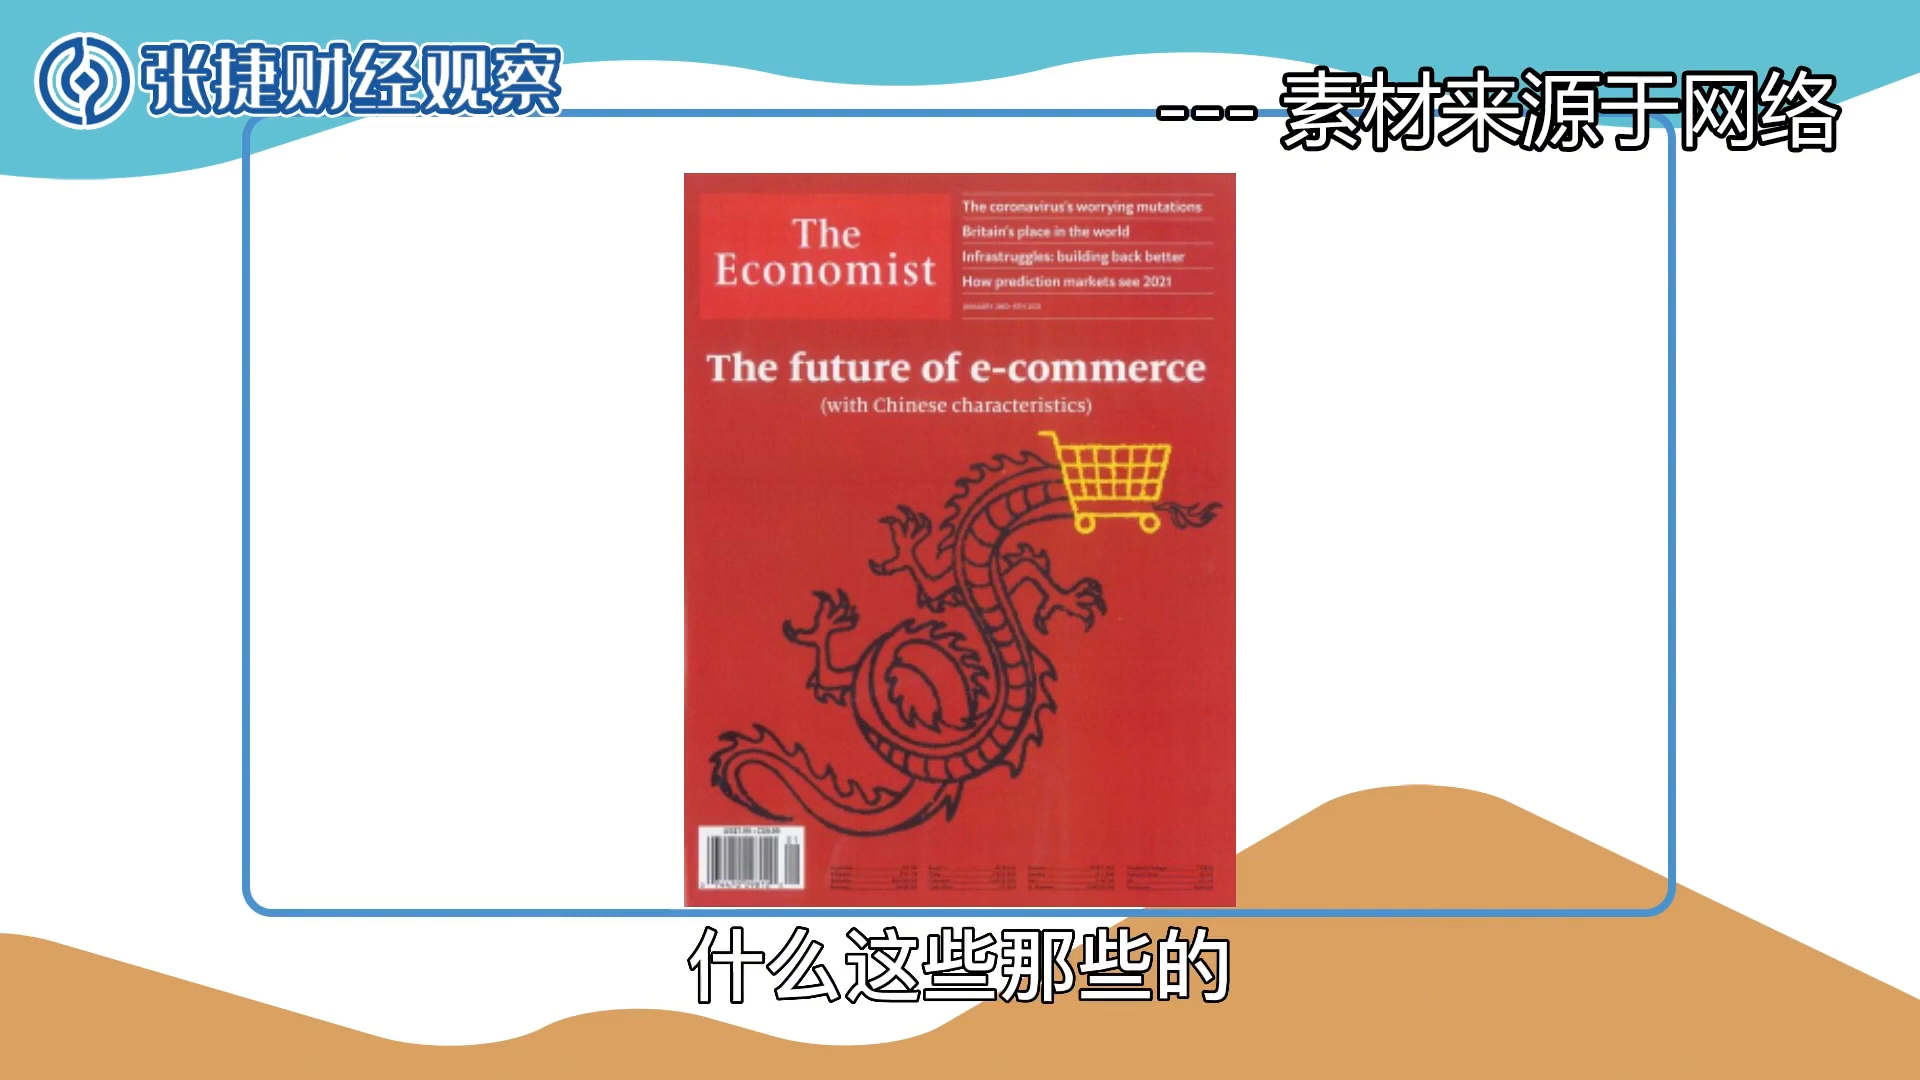 张捷财经观察
--- 素材来源于网络
The
Economist
The coronavirus's worrying mutations
Britain's place in the world
Infrastruggles: building back better
How prediction markets see 2021
The future of e-commerce
(with Chinese characteristics)
什么这些那些的